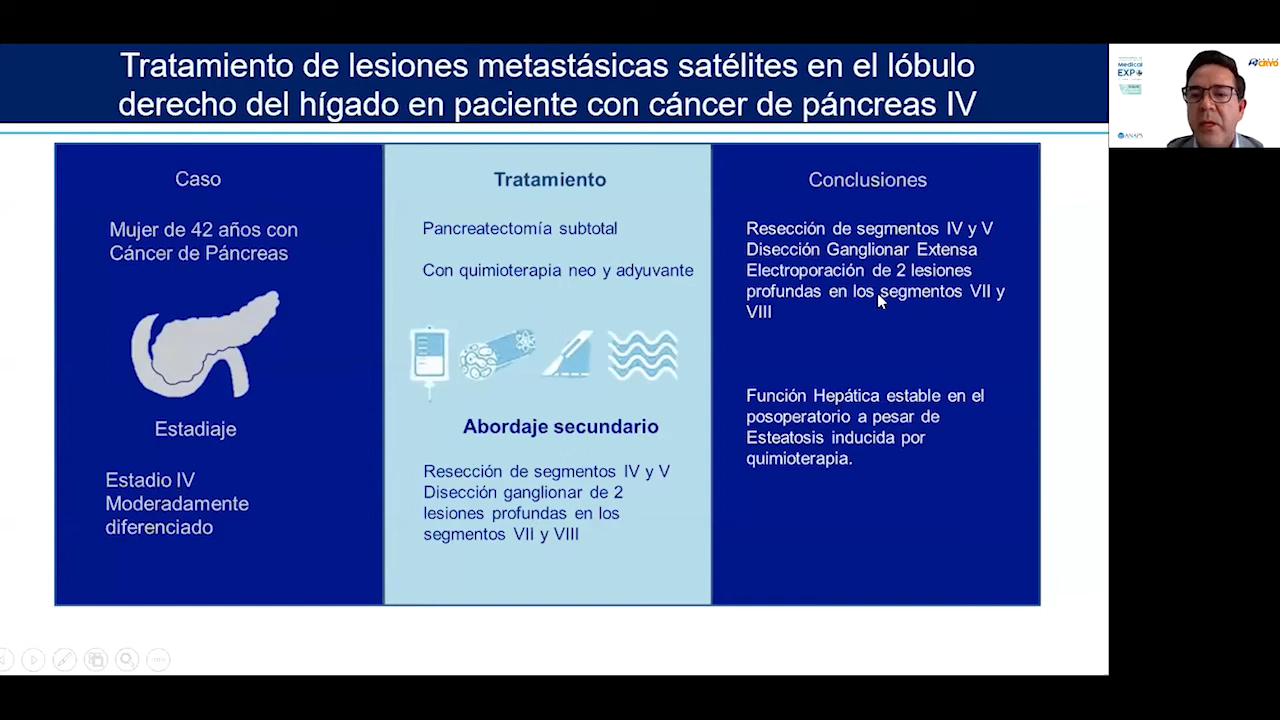 Tratamiento de lesiones metastásicas satélites en el lóbulo
derecho del hígado en paciente con cáncer de páncreas IV
Caso
Mujer de 42 años con
Cáncer de Páncreas
Estadiaje
Estadio IV
Moderadamente
diferenciado
Tratamiento
Pancreatectomía subtotal
Con quimioterapia neo y adyuvante
Abordaje secundario
Resección de segmentos IV y V
Disección ganglionar de 2
lesiones profundas en los
segmentos VII y VIII
Conclusiones
Resección de segmentos IV y V
Disección Ganglionar Extensa
Electroporación de 2 lesiones
profundas en los segmentos VII y
VIII
Función Hepática estable en el
posoperatorio a pesar de
Esteatosis inducida por
quimioterapia.
Medical
EXPO